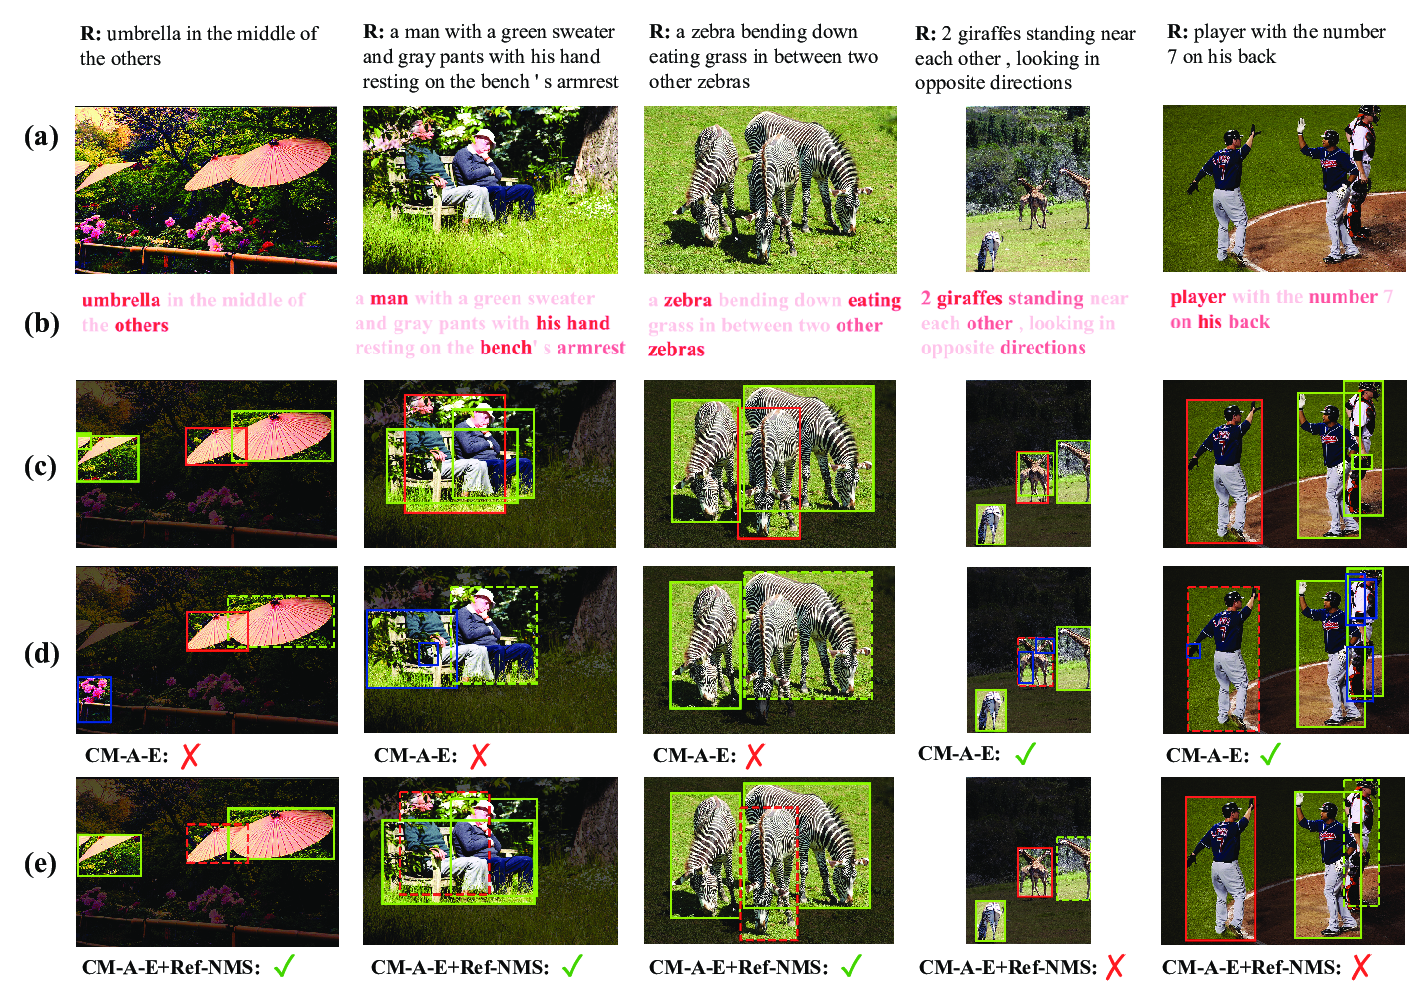 R: umbrella in the middle of
the others
R: a man with a green sweater
and gray pants with his hand
resting on the bench ' s armrest
R: a zebra bending down
eating grass in between two
other zebras
R: 2 giraffes standing near
each other , looking in
opposite directions
R: player with the number
7 on his back
(a)
(b)
umbrella in the middle of
the others
a man with a green sweater
and gray pants with his hand
resting on the bench' s armrest
a zebra bending down eating
grass in between two other
zebras
2 giraffes standing near
each other , looking in
opposite directions
player with the number 7
on his back
(c)
(d)
CM-A-E: ✗
CM-A-E: ✗
CM-A-E: ✗
CM-A-E: ✓
CM-A-E: ✓
(e)
CM-A-E+Ref-NMS: ✓
CM-A-E+Ref-NMS: ✓
CM-A-E+Ref-NMS: ✓
CM-A-E+Ref-NMS: ✗
CM-A-E+Ref-NMS: ✗